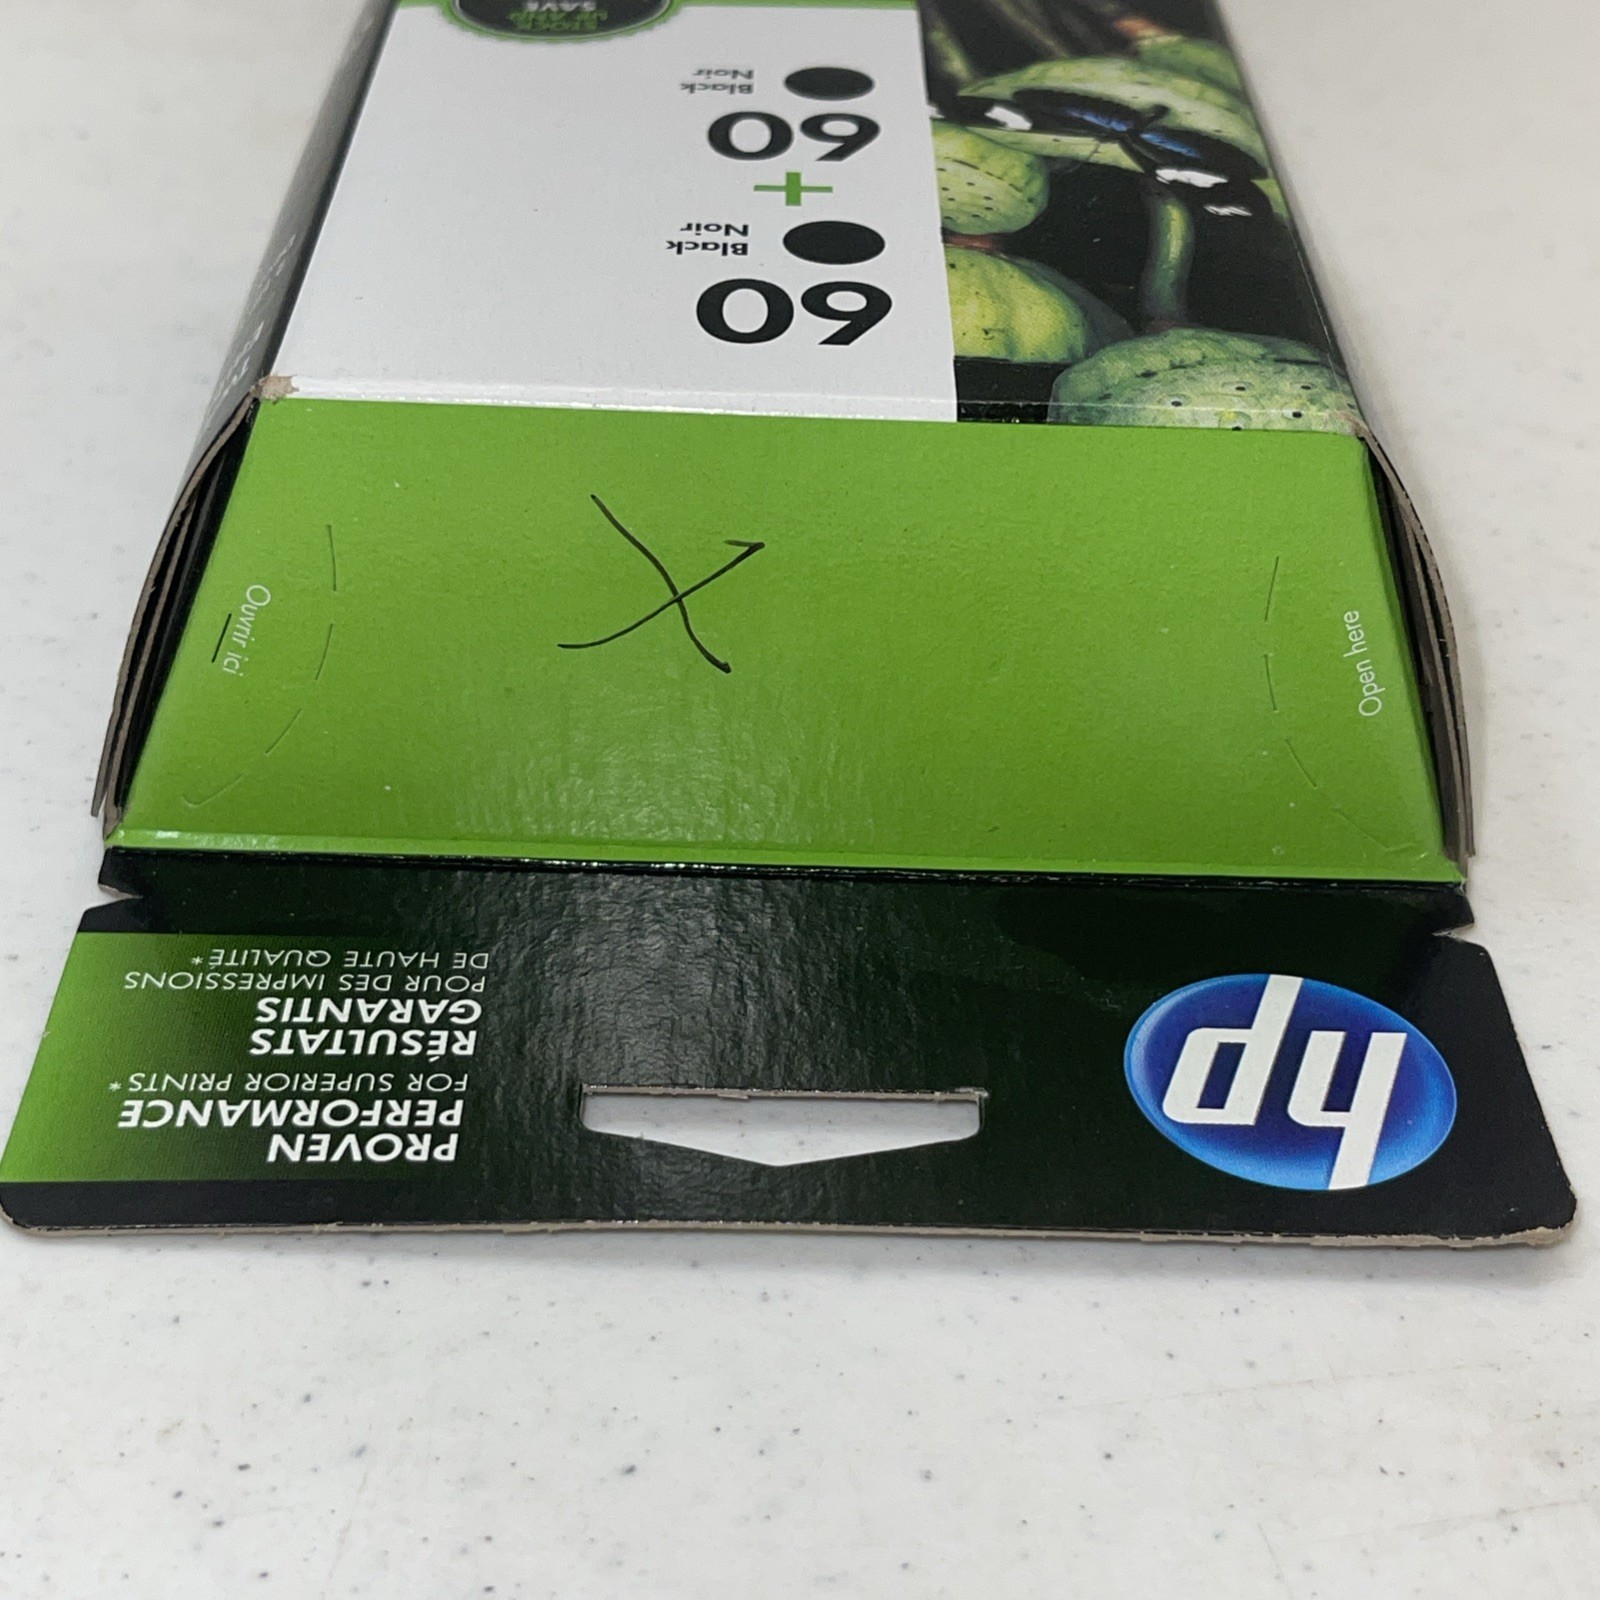 hp
PROVEN
PERFORMANCE
FOR SUPERIOR PRINTS*
RÉSULTATS
GARANTIS
POUR DES IMPRESSIONS
DE HAUTE QUALITÉ*
Open here
Ouvrir ici
X
60
Black
Noir
+
60
Black
Noir
SAVE